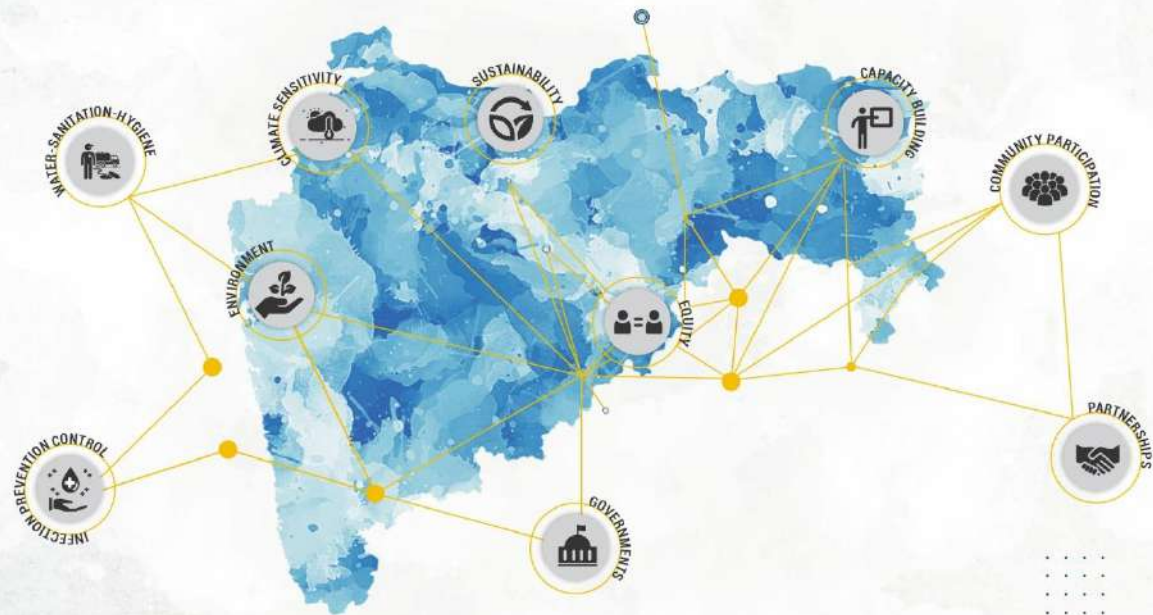 WATER-SANITATION-HYGIENE
CLIMATE SENSITIVITY
SUSTAINABILITY
CAPACITY BUILDING
COMMUNITY PARTICIPATION
ENVIRONMENT
EQUITY
PARTNERSHIPS
INFECTION PREVENTION CONTROL
GOVERNMENTS